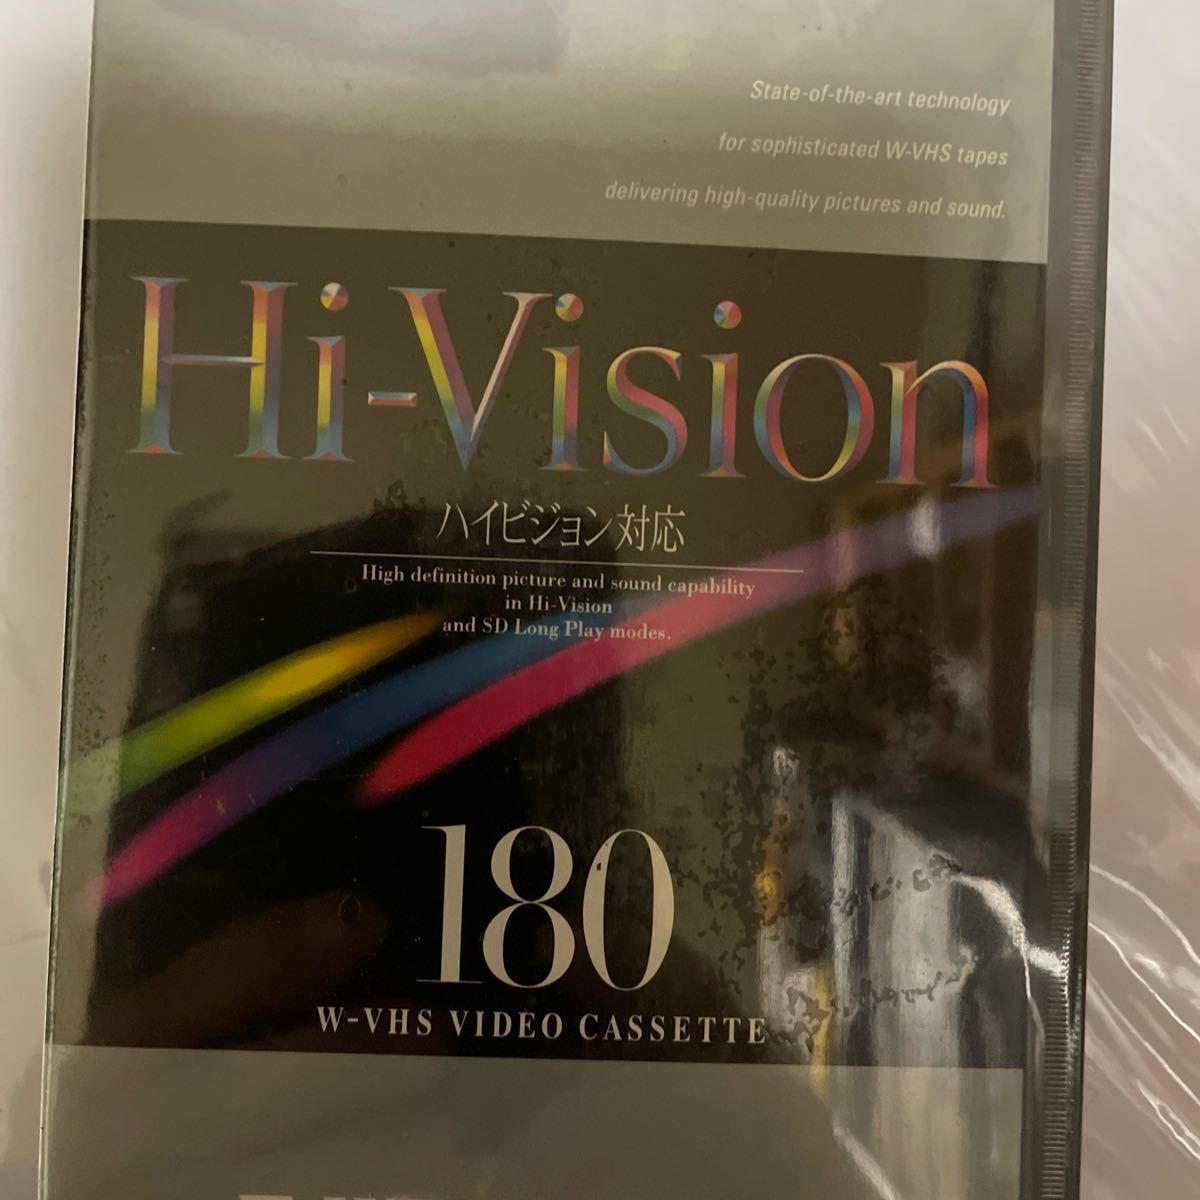 State-of-the-art technology
for sophisticated W-VHS tapes
delivering high-quality pictures and sound.
Hi-Vision
ハイビジョン対応
High definition picture and sound capability
in Hi-Vision
and SD Long Play modes.
180
W-VHS VIDEO CASSETTE